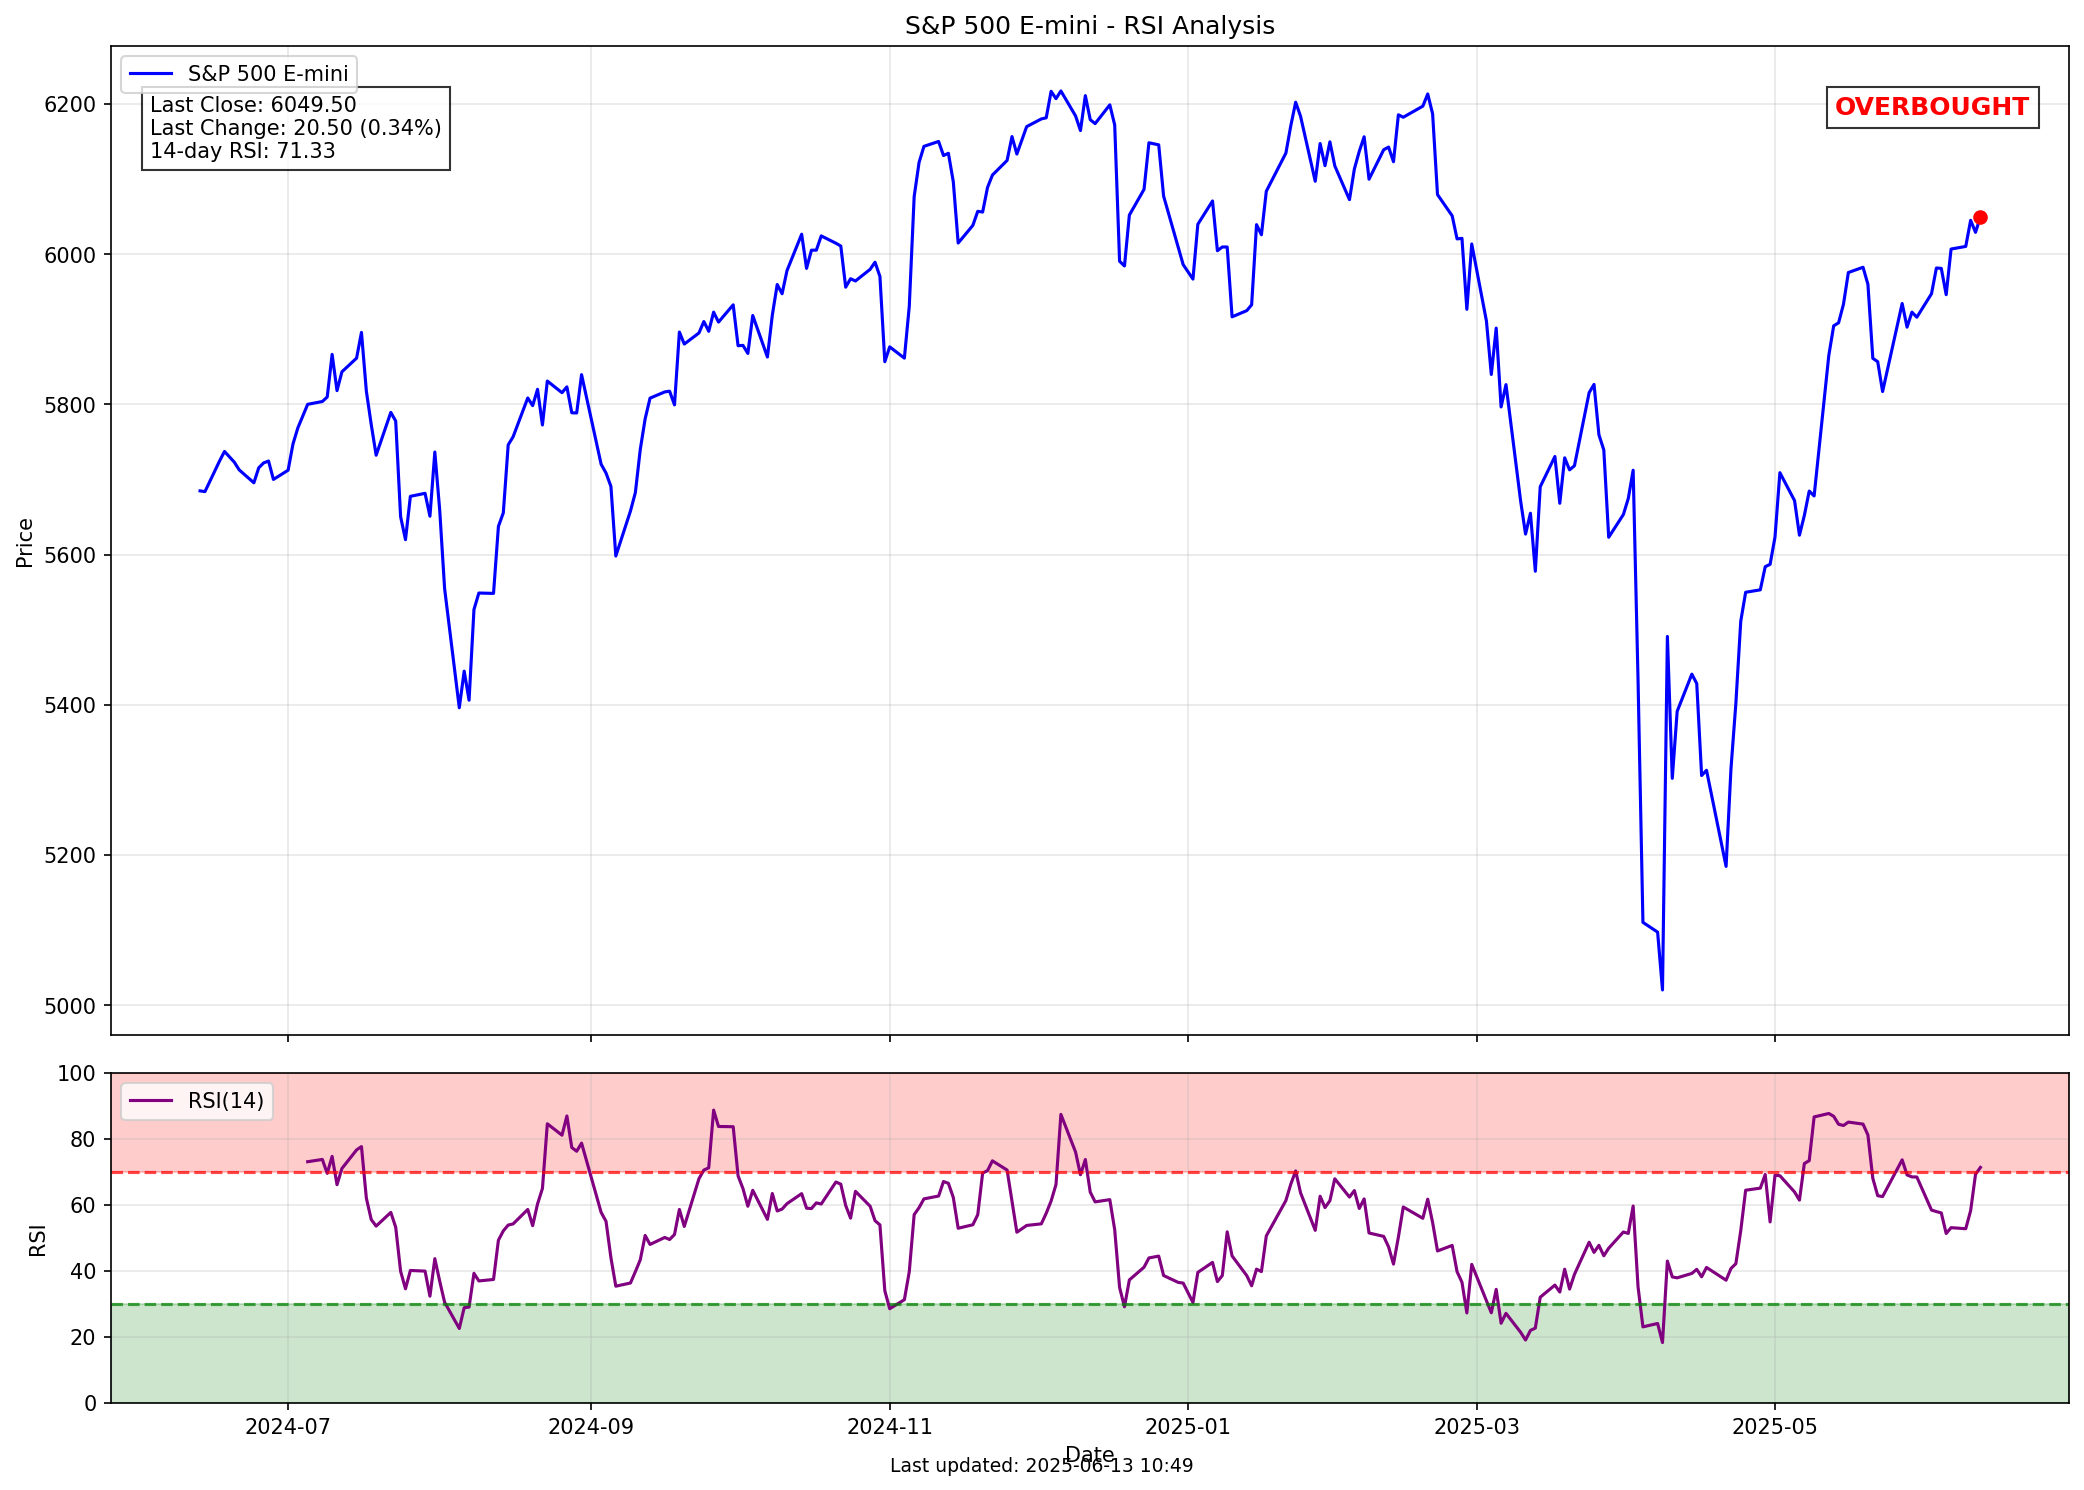 S&P 500 E-mini - RSI Analysis
S&P 500 E-mini
Last Close: 6049.50
Last Change: 20.50 (0.34%)
14-day RSI: 71.33
OVERBOUGHT
Price
6200
6000
5800
5600
5400
5200
5000
RSI(14)
RSI
100
80
60
40
20
0
2024-07
2024-09
2024-11
2025-01
2025-03
2025-05
Date
Last updated: 2025-06-13 10:49